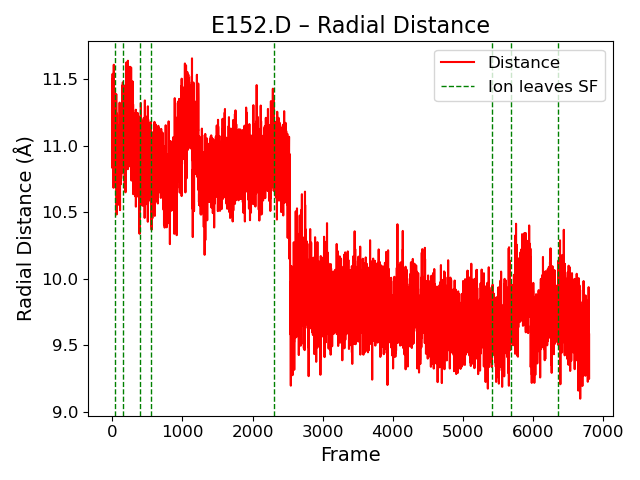 E152.D – Radial Distance
Radial Distance (Å)
11.5
11.0
10.5
10.0
9.5
9.0
Distance
Ion leaves SF
0
1000
2000
3000
4000
5000
6000
7000
Frame